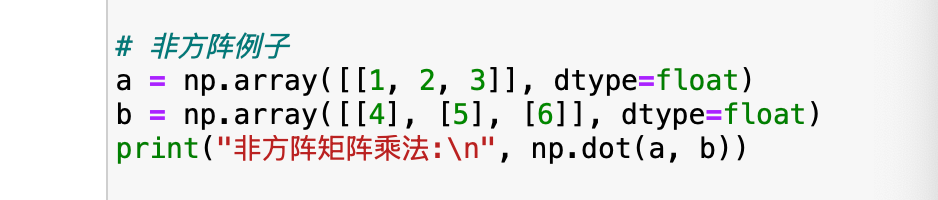 # 非方阵例子
a = np.array([[1, 2, 3]], dtype=float)
b = np.array([[4], [5], [6]], dtype=float)
print("非方阵矩阵乘法:\n", np.dot(a, b))